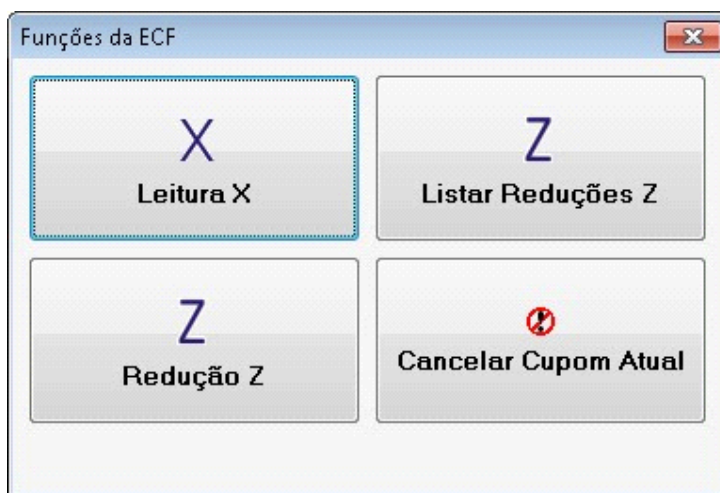 Funções da ECF
X
Leitura X
Z
Listar Reduções Z
Z
Redução Z
Cancelar Cupom Atual